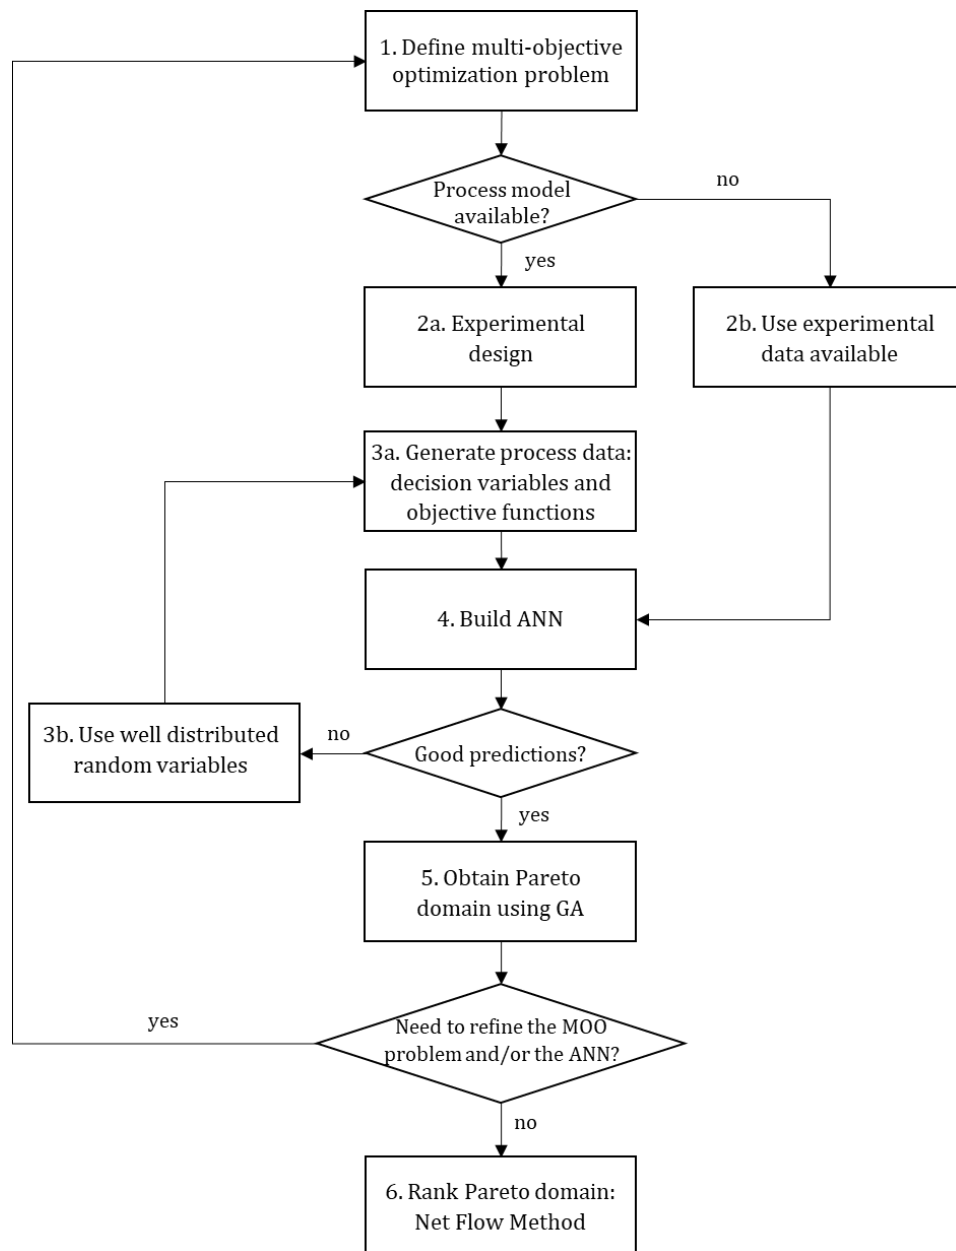 1. Define multi-objective
optimization problem
Process model
available?
no
yes
2a. Experimental
design
2b. Use experimental
data available
3a. Generate process data:
decision variables and
objective functions
4. Build ANN
3b. Use well distributed
random variables
no
Good predictions?
yes
5. Obtain Pareto
domain using GA
yes
Need to refine the MOO
problem and/or the ANN?
no
6. Rank Pareto domain:
Net Flow Method